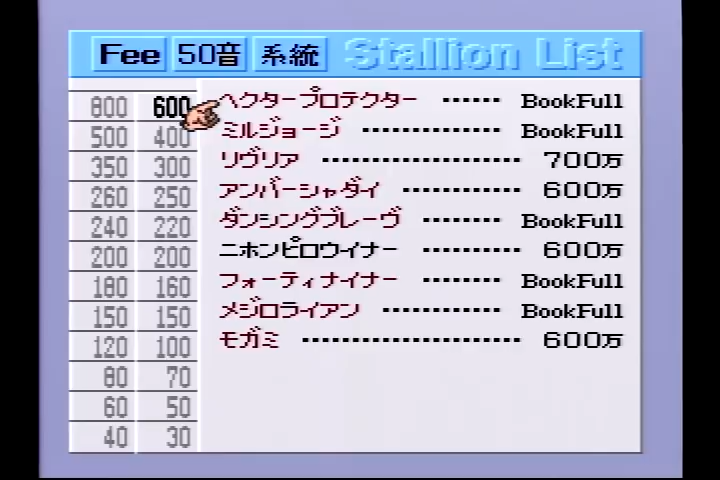 Fee 50音 系統 Stallion List
800 600
500 400
350 300
260 250
240 220
200 200
180 160
150 150
120 100
80 70
60 50
40 30
ヘクタープロテクター ‥‥‥ BookFull
ミルジョージ ‥‥‥‥‥‥‥ BookFull
リヴリア ‥‥‥‥‥‥‥‥‥‥ 700万
アンバーシャダイ ‥‥‥‥‥‥ 600万
ダンシングブレーヴ ‥‥‥‥ BookFull
ニホンピロウイナー ‥‥‥‥‥ 600万
フォーティナイナー ‥‥‥‥‥ BookFull
メジロライアン ‥‥‥‥‥‥ BookFull
モガミ ‥‥‥‥‥‥‥‥‥‥‥ 600万